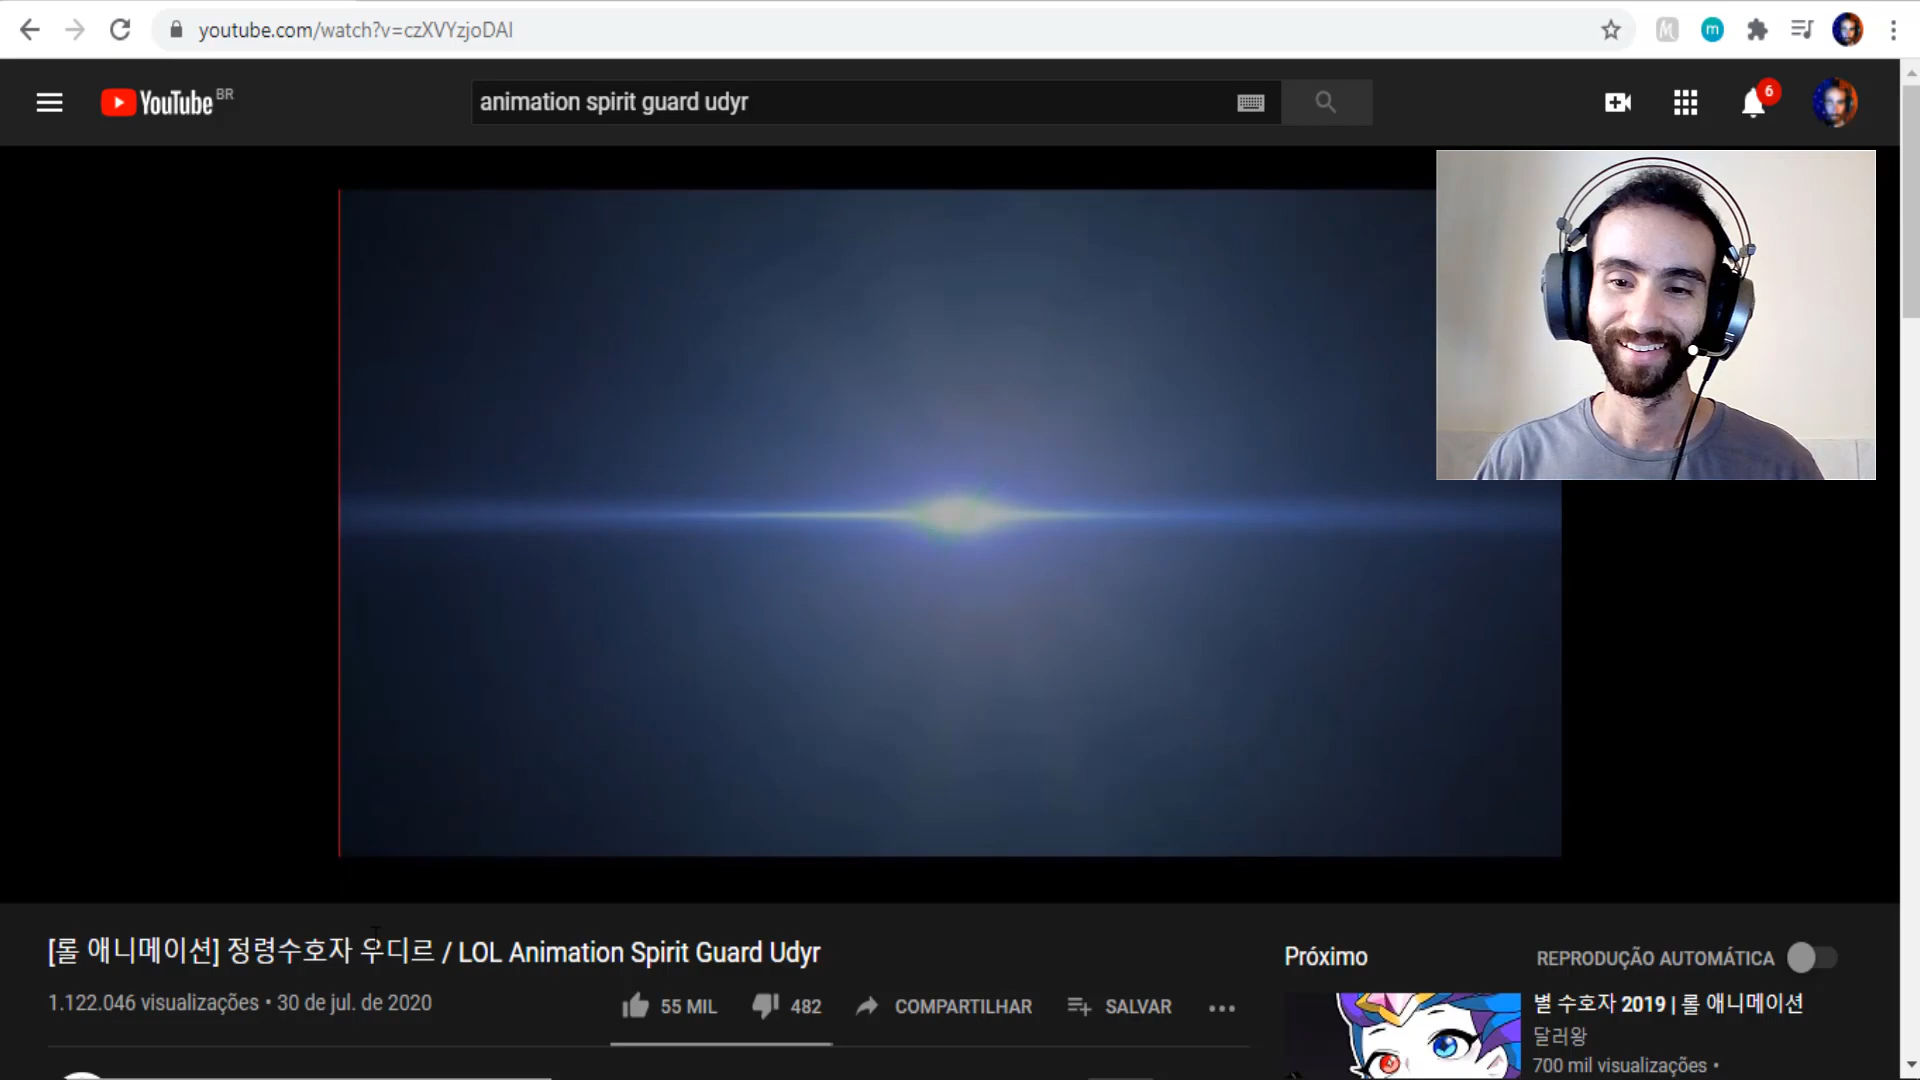 youtube.com/watch?v=czXVYzjoDAI
YouTube BR
animation spirit guard udyr
m
6
[롤 애니메이션] 정령수호자 우디르 / LOL Animation Spirit Guard Udyr
1.122.046 visualizações • 30 de jul. de 2020
55 MIL
482
COMPARTILHAR
SALVAR
Próximo
REPRODUÇÃO AUTOMÁTICA
별 수호자 2019 | 롤 애니메이션
달러왕
700 mil visualizações •